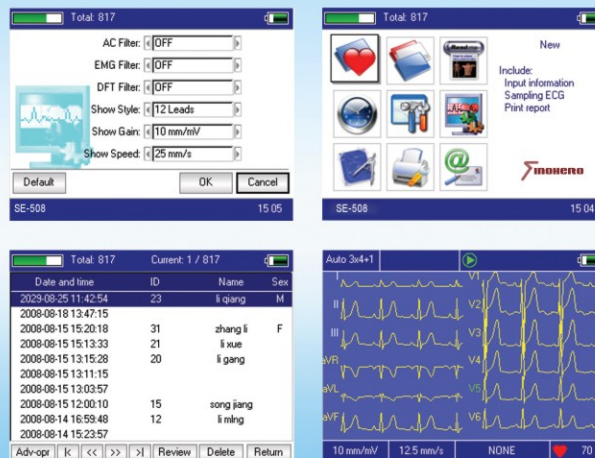 Total: 817
AC Filter: OFF
EMG Filter: OFF
DFT Filter: OFF
Show Style: 12 Leads
Show Gain: 10 mm/mV
Show Speed: 25 mm/s
Default OK Cancel
SE-508 15 05
Total: 817
New
Include:
Input information
Sampling ECG
Print report
SINOHERO
SE-508 15 04
Total: 817 Current: 1 / 817
Date and time ID Name Sex
2029-08-25 11:42:54 23 li qiang M
2008-08-18 13:47:15
2008-08-15 15:20:18 31 zhang li F
2008-08-15 15:13:33 21 li xue
2008-08-15 13:15:28 20 li gang
2008-08-15 13:11:15
2008-08-15 13:03:57
2008-08-15 12:00:10 15 song jiang
2008-08-14 16:59:48 12 li mlng
2008-08-14 15:23:57
Adv-opr |< << >> >| Review Delete Return
Auto 3x4+1
I V1
II V2
III V3
aVR V4
aVL V5
aVF V6
10 mm/mV 12.5 mm/s NONE 70